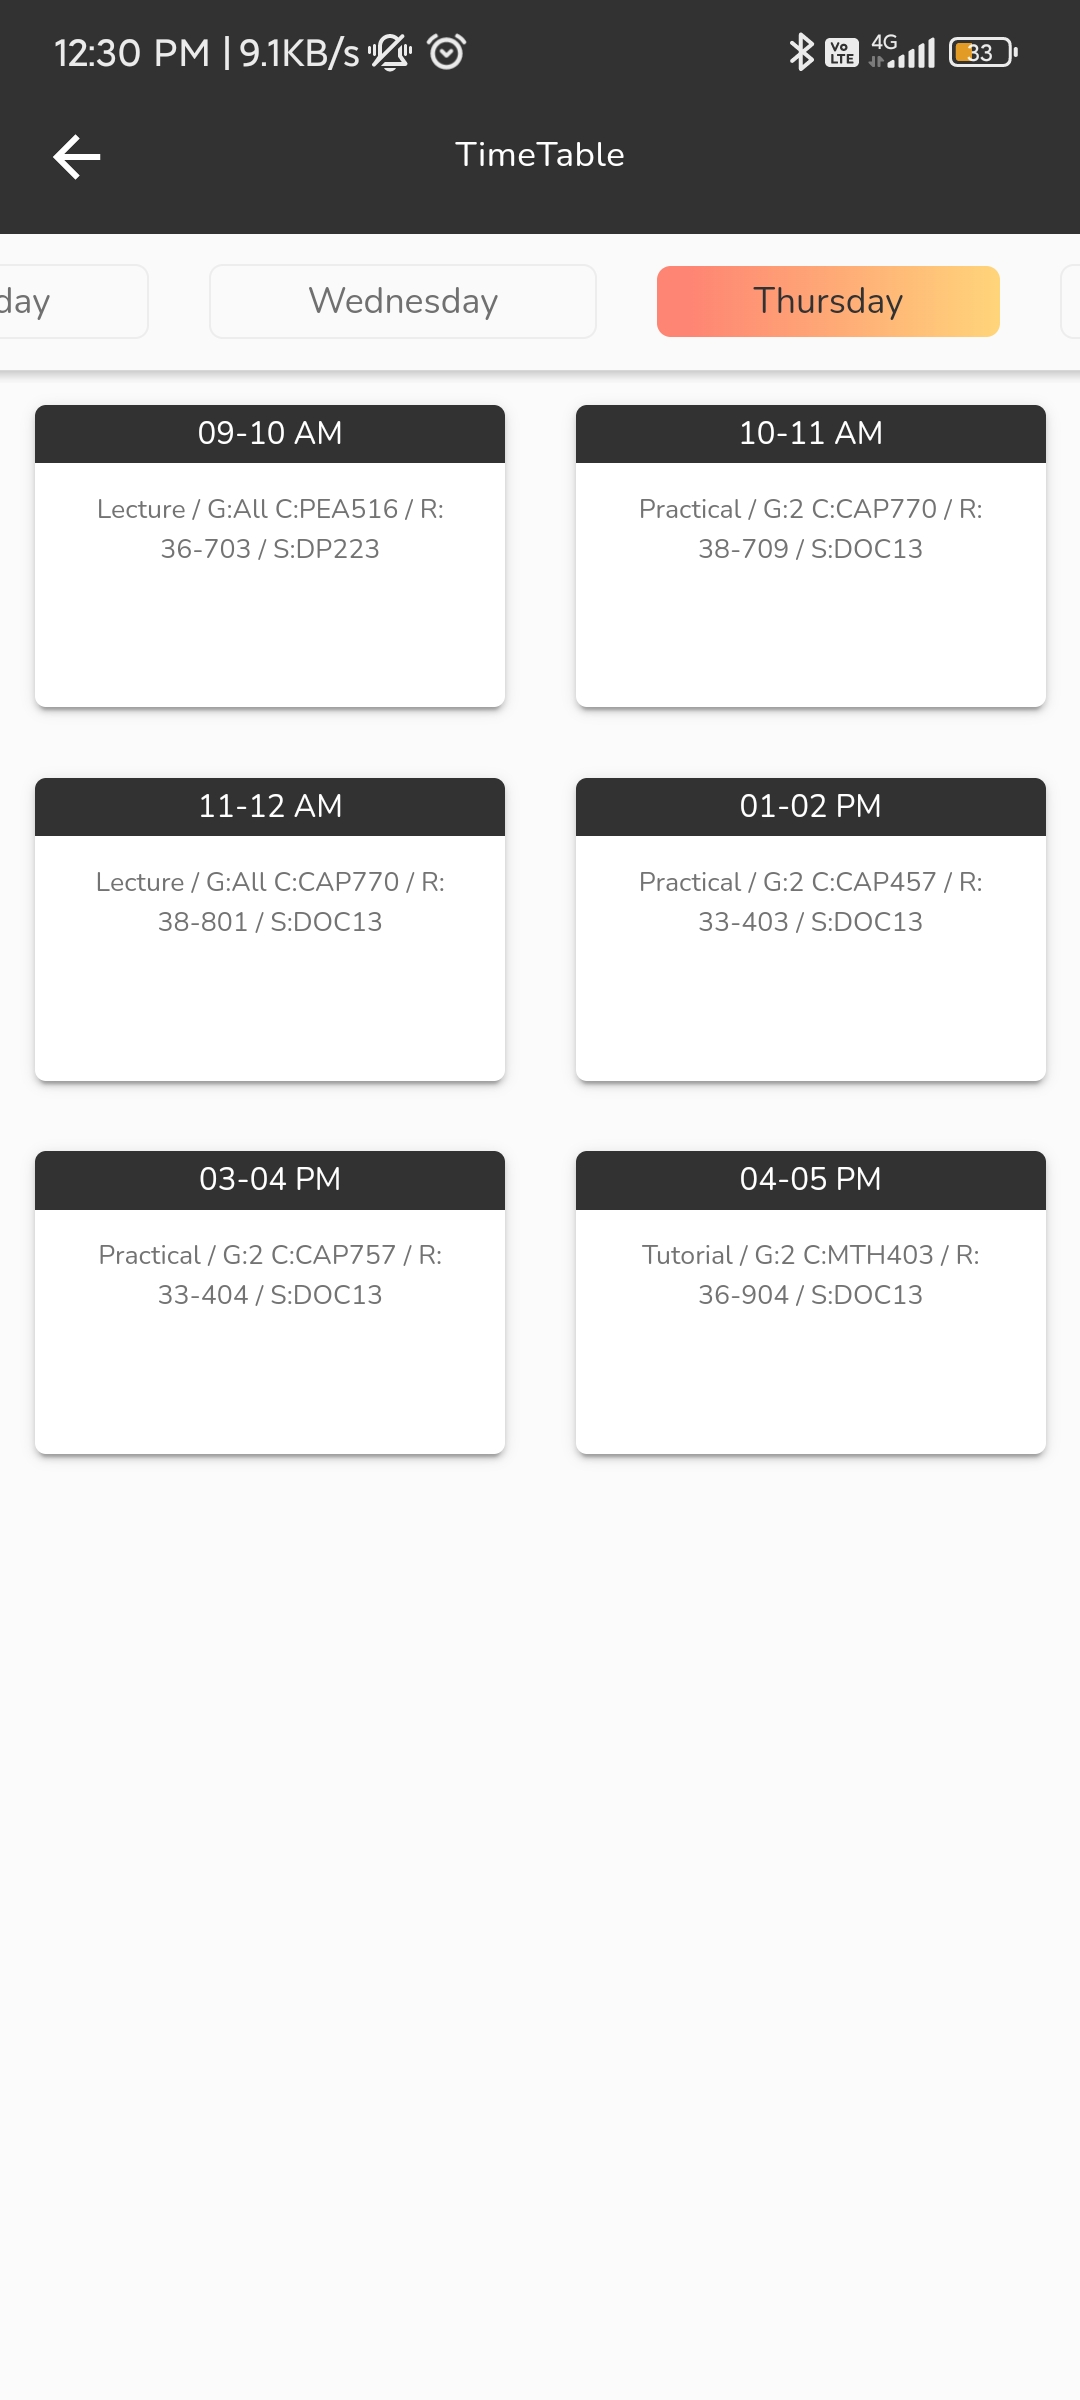 12:30 PM | 9.1KB/s
Vo
LTE
4G
33
TimeTable
day
Wednesday
Thursday
09-10 AM
Lecture / G:All C:PEA516 / R:
36-703 / S:DP223
10-11 AM
Practical / G:2 C:CAP770 / R:
38-709 / S:DOC13
11-12 AM
Lecture / G:All C:CAP770 / R:
38-801 / S:DOC13
01-02 PM
Practical / G:2 C:CAP457 / R:
33-403 / S:DOC13
03-04 PM
Practical / G:2 C:CAP757 / R:
33-404 / S:DOC13
04-05 PM
Tutorial / G:2 C:MTH403 / R:
36-904 / S:DOC13